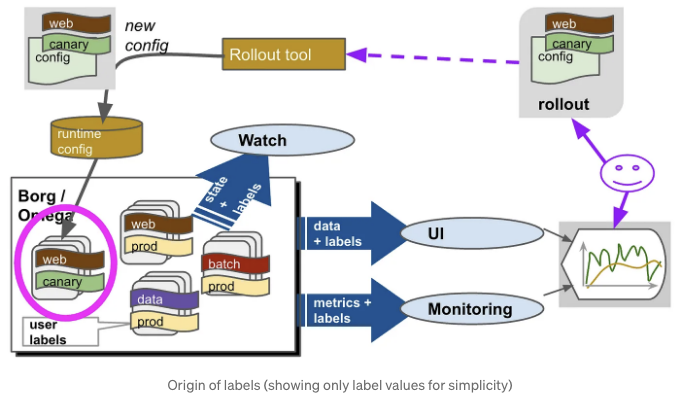 web
canary
config
new
config
Rollout tool
web
canary
config
rollout
runtime
config
Watch
state
+
labels
Borg /
Omega
web
prod
web
canary
batch
data
prod
prod
user
labels
data
+ labels
UI
metrics +
labels
Monitoring
Origin of labels (showing only label values for simplicity)